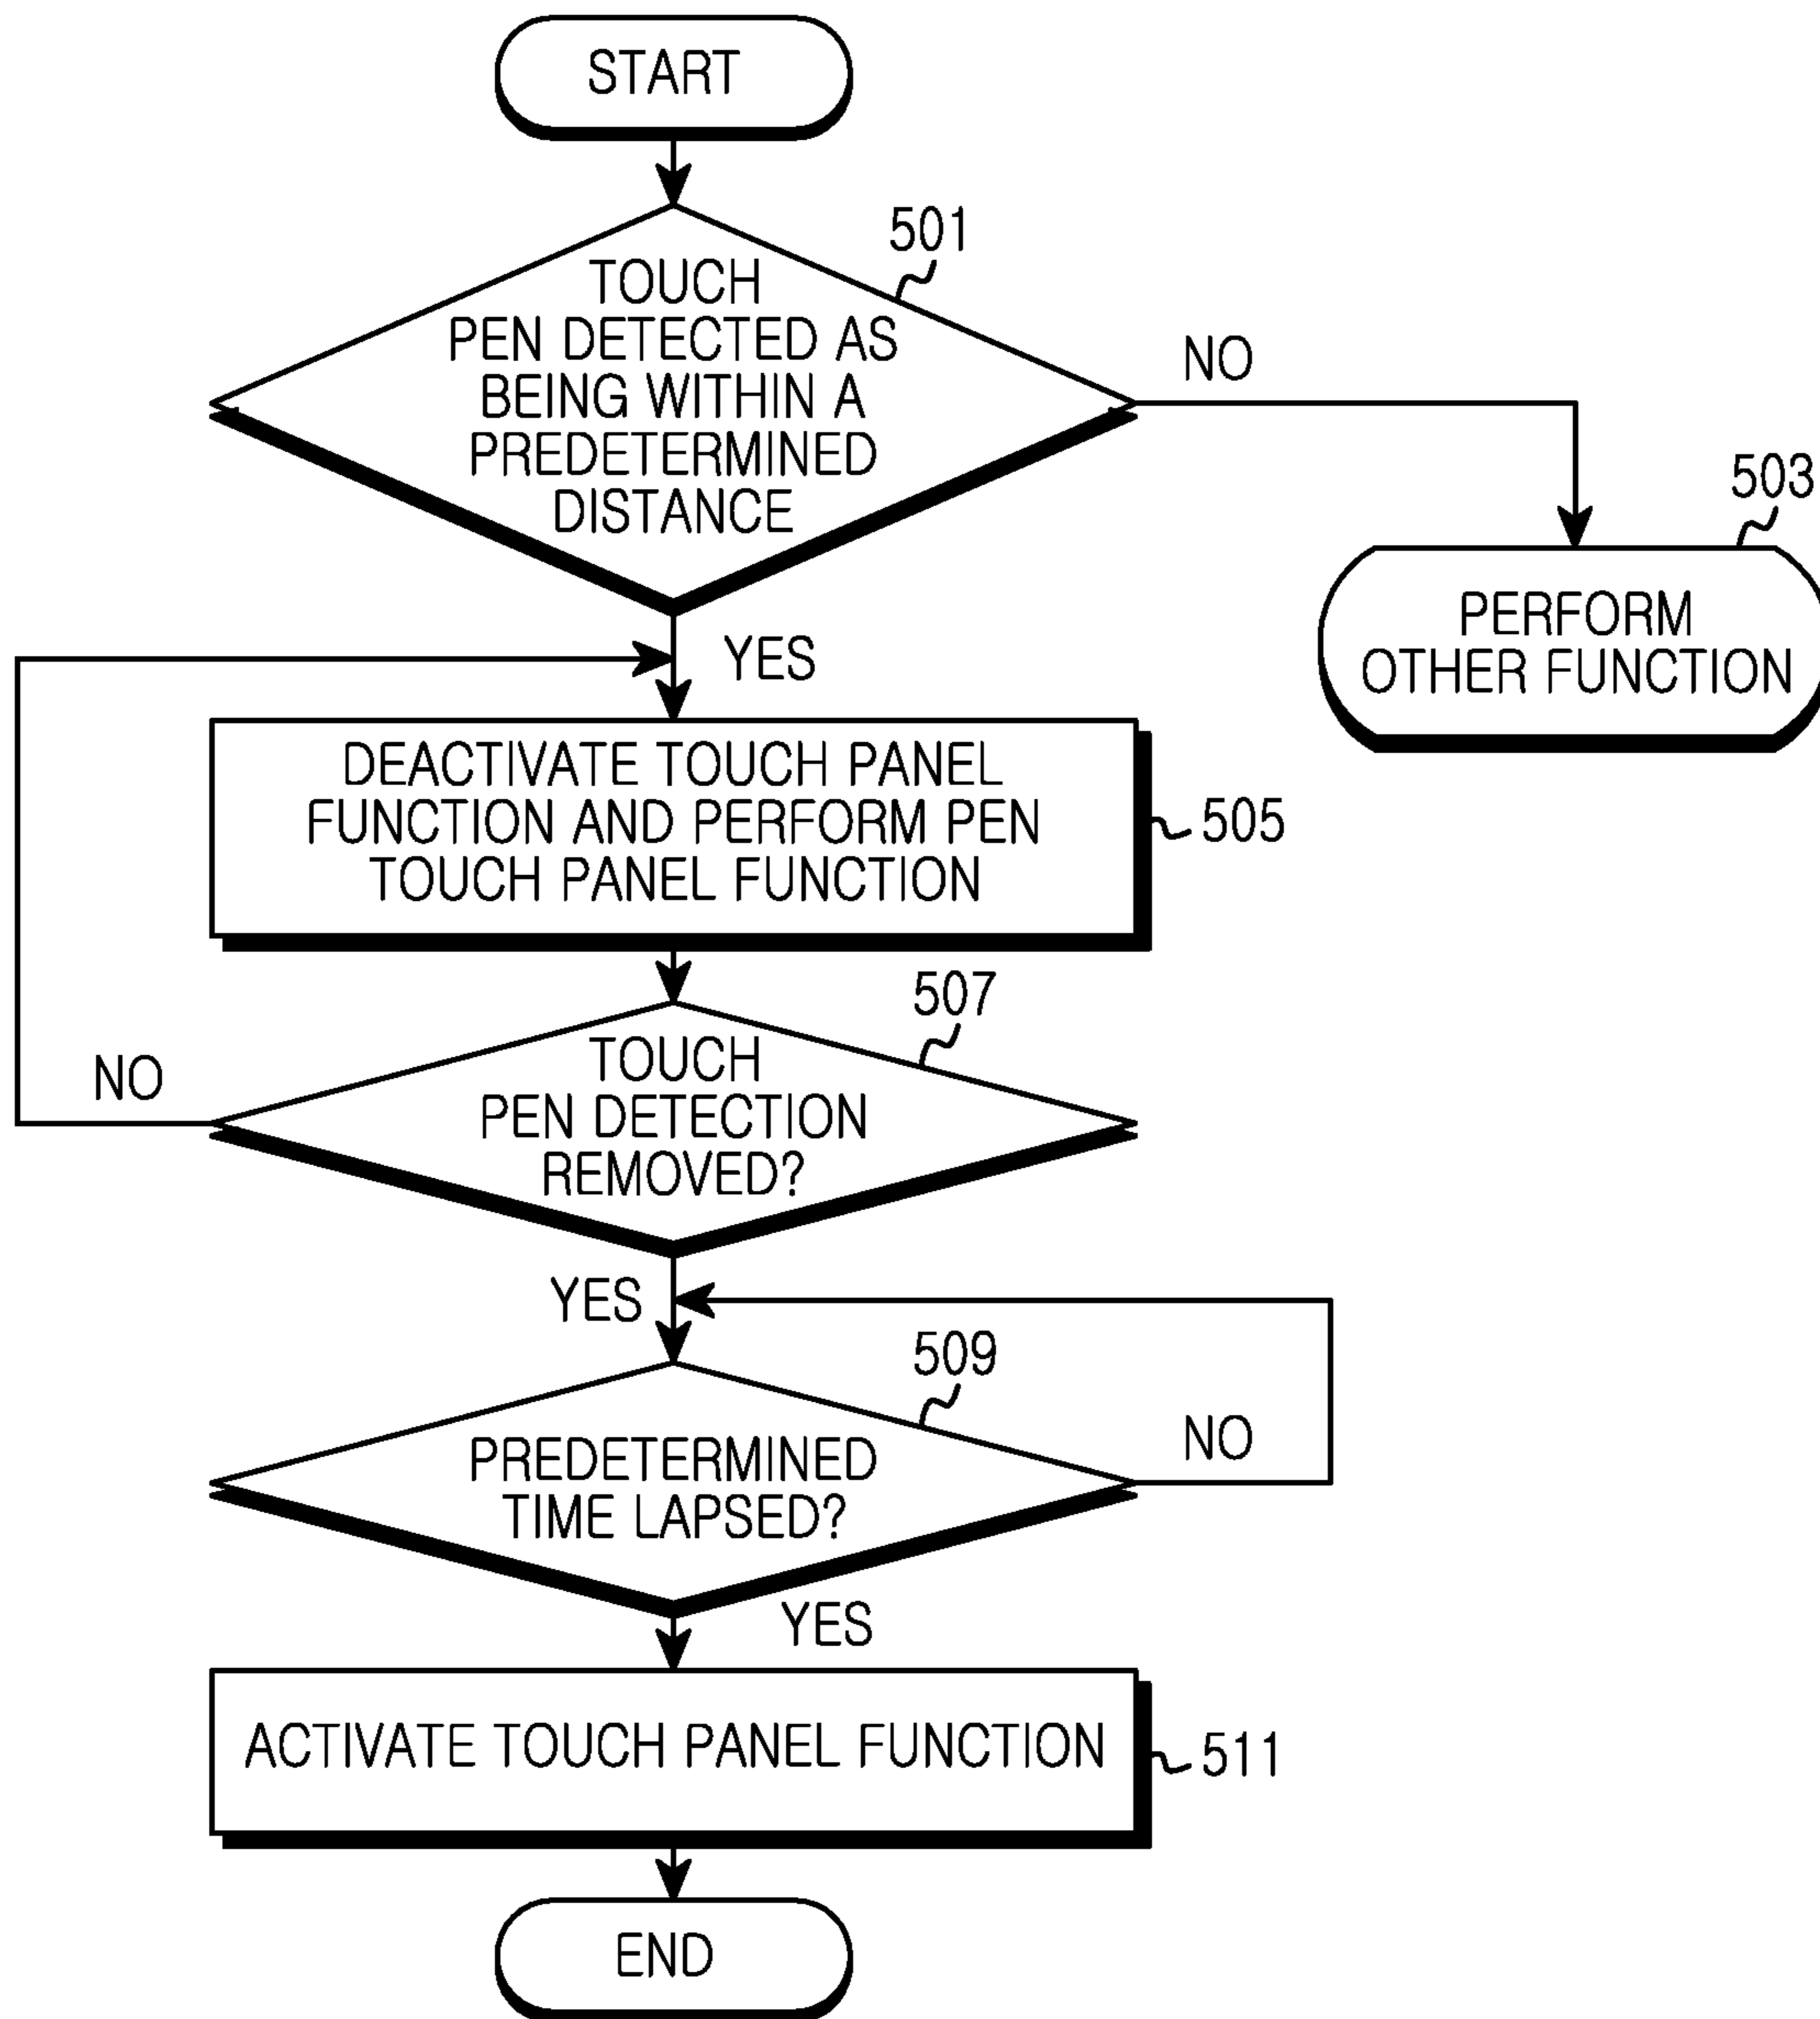 START
501
TOUCH
PEN DETECTED AS
BEING WITHIN A
PREDETERMINED
DISTANCE
NO
503
PERFORM
OTHER FUNCTION
YES
DEACTIVATE TOUCH PANEL
FUNCTION AND PERFORM PEN
TOUCH PANEL FUNCTION
505
507
TOUCH
PEN DETECTION
REMOVED?
NO
YES
509
PREDETERMINED
TIME LAPSED?
NO
YES
ACTIVATE TOUCH PANEL FUNCTION
511
END